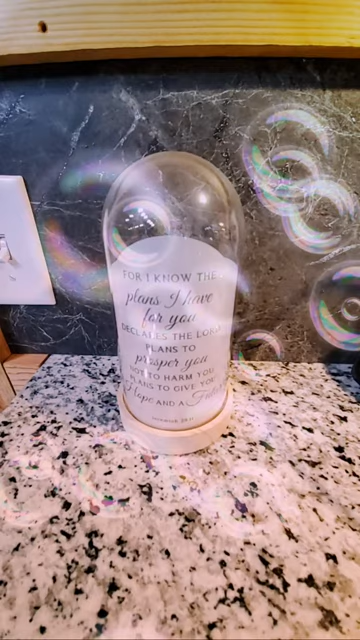 FOR I KNOW THE
plans I have
for you
DECLARES THE LORD
PLANS TO
prosper you
NOT TO HARM YOU
PLANS TO GIVE YOU
Hope AND A Future